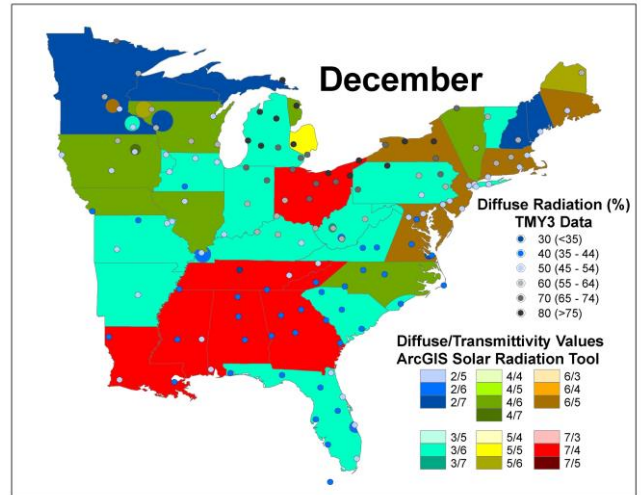 December
Diffuse Radiation (%)
TMY3 Data
30 (<35)
40 (35 - 44)
50 (45 - 54)
60 (55 - 64)
70 (65 - 74)
80 (>75)
Diffuse/Transmittivity Values
ArcGIS Solar Radiation Tool
2/5 4/4 6/3
2/6 4/5 6/4
2/7 4/6 6/5
4/7
3/5 5/4 7/3
3/6 5/5 7/4
3/7 5/6 7/5